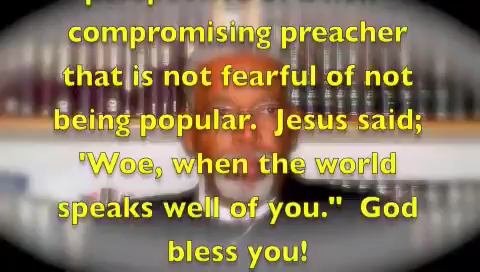 compromising preacher
that is not fearful of not
being popular.  Jesus said;
'Woe, when the world
speaks well of you."  God
bless you!